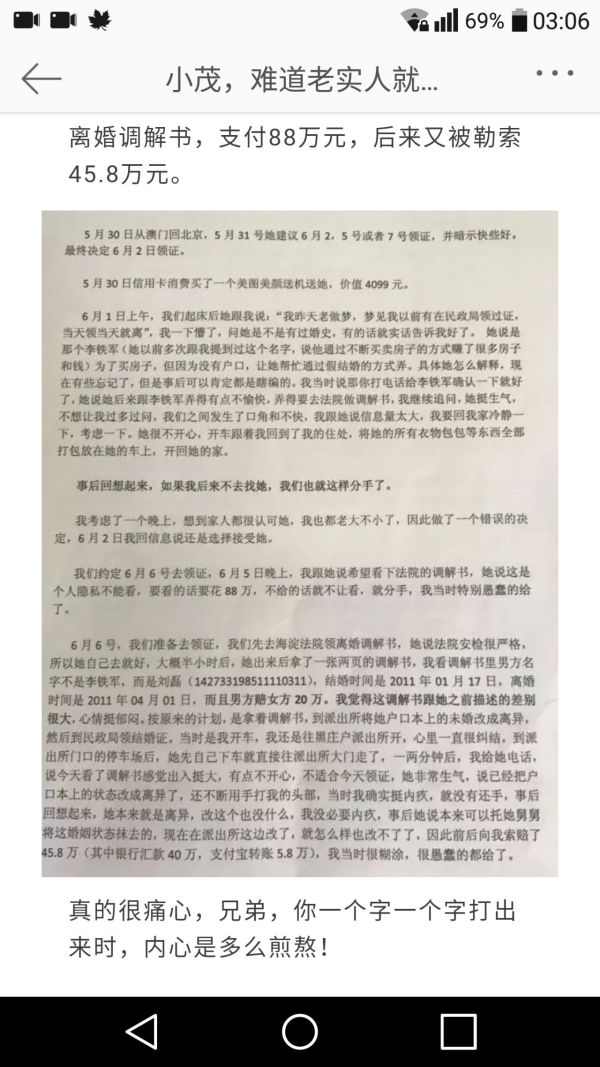 69% 03:06
小茂，难道老实人就...
离婚调解书，支付88万元，后来又被勒索
45.8万元。
5 月 30 日从澳门回北京，5 月 31 号她建议 6 月 2，5 号或者 7 号领证，并暗示快些好。
最终决定 6 月 2 日领证。
5 月 30 日信用卡消费买了一个美图美颜送机送她，价值 4099 元。
6 月 1 日上午，我们起床后她跟我说：“我昨天老做梦，梦见我以前有在民政局领过证，
当天领当天就离”，我一下懵了，问她是不是有过婚史，有的话就实话告诉我好了。 她说是
那个李铁军（她以前多次跟我提到过这个名字，说他通过不断买卖房子的方式赚了很多房子
和钱）为了买房子，但因为没有户口，让她帮忙通过假结婚的方式弄。具体她怎么解释，现
在有些忘记了，但是事后可以肯定都是瞎编的。我当时说那你打电话给李铁军确认一下就好
了，她说她后来跟李铁军弄得有点不愉快，弄得要去法院做调解书，我继续追问，她挺生气，
不想让我过多过问，我们之间发生了口角和不快，我跟她说信息量太大，我要回我家冷静一
下，考虑一下。她很不开心，开车跟着我回到了我的住处，将她的所有衣物包包等东西全部
打包放在她的车上，开回她的家。
事后回想起来，如果我后来不去找她，我们也就这样分手了。
我考虑了一个晚上，想到家人都很认可她，我也都老大不小了，因此做了一个错误的决
定，6 月 2 日我回信息说还是选择接受她。
我们约定 6 月 6 号去领证，6 月 5 日晚上，我跟她说希望看下法院的调解书，她说这是
个人隐私不能看，要看的话要花 88 万，不给的话就不让看，就分手，我当时特别愚蠢的给
了。
6 月 6 号，我们准备去领证，我们先去海淀法院领离婚调解书，她说法院安检很严格，
所以她自己去就好，大概半小时后，她出来后拿了一张两页的调解书，我看调解书里男方名
字不是李铁军，而是刘磊（142733198511110311），结婚时间是 2011 年 01 月 17 日，离婚
时间是 2011 年 04 月 01 日，而且男方赔女方 20 万。我觉得这调解书跟她之前描述的差别
很大，心情挺郁闷。按原来的计划，是拿着调解书，到派出所将她户口本上的未婚改成离异，
然后到民政局领结婚证。当时是我开车，我还是往黑庄户派出所开，心里一直很纠结，到派
出所门口的停车场后，她先自己下车就直接往派出所大门走了，一两分钟后，我给她电话，
说今天看了调解书感觉出入挺大，有点不开心，不适合今天领证，她非常生气，说已经把户
口本上的状态改成离异了，还不断用手打我的头部，当时我确实挺内疚，就没有还手，事后
回想起来，她本来就是离异，改这个也没什么，我没必要内疚，事后她说本来可以托她舅舅
将这婚姻状态抹去的，现在在派出所这边改了，就怎么样也改不了了，因此前后向我索赔了
45.8 万（其中银行汇款 40 万，支付宝转账 5.8 万），我当时很糊涂，很愚蠢的都给了。
真的很痛心，兄弟，你一个字一个字打出
来时，内心是多么煎熬！